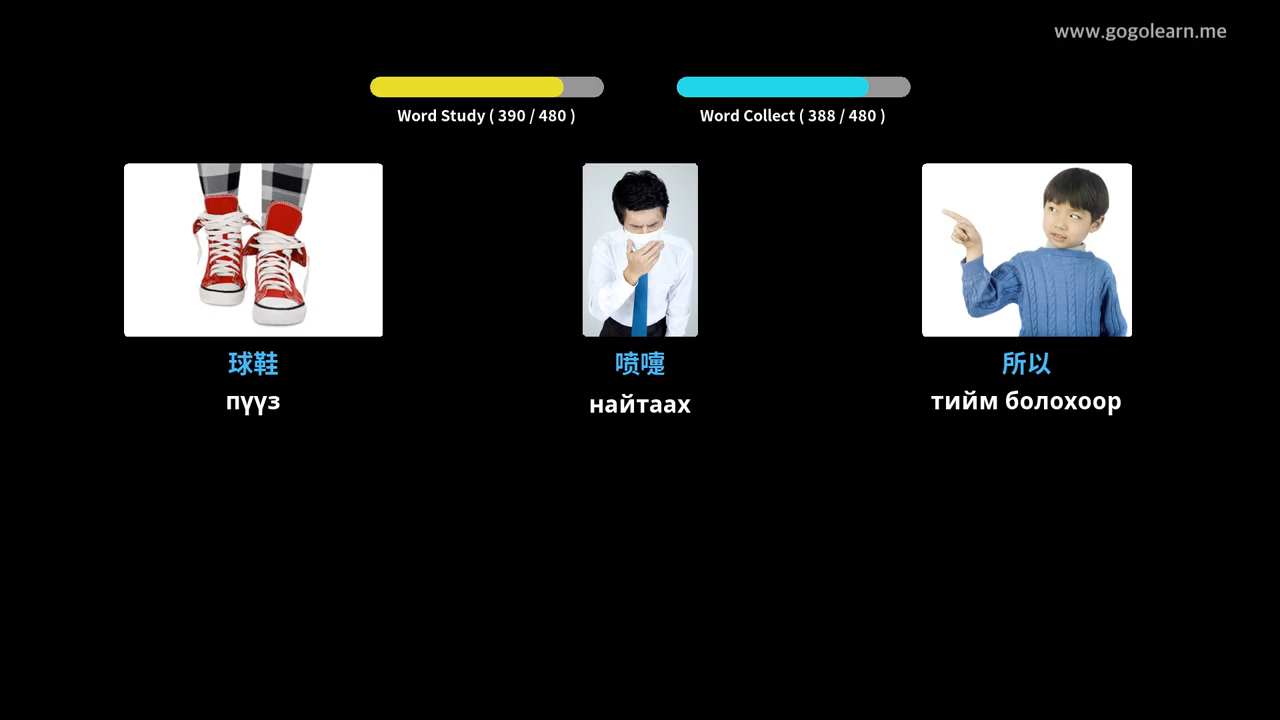 www.gogolearn.me
Word Study ( 390 / 480 )
Word Collect ( 388 / 480 )
球鞋
пүүз
喷嚏
найтаах
所以
тийм болохоор